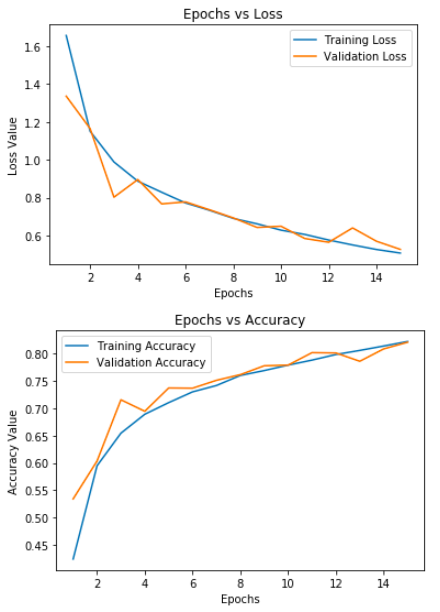 Epochs vs Loss
Training Loss
Validation Loss
1.6
1.4
1.2
1.0
0.8
0.6
Loss Value
2 4 6 8 10 12 14
Epochs
Epochs vs Accuracy
Training Accuracy
Validation Accuracy
0.80
0.75
0.70
0.65
0.60
0.55
0.50
0.45
Accuracy Value
2 4 6 8 10 12 14
Epochs